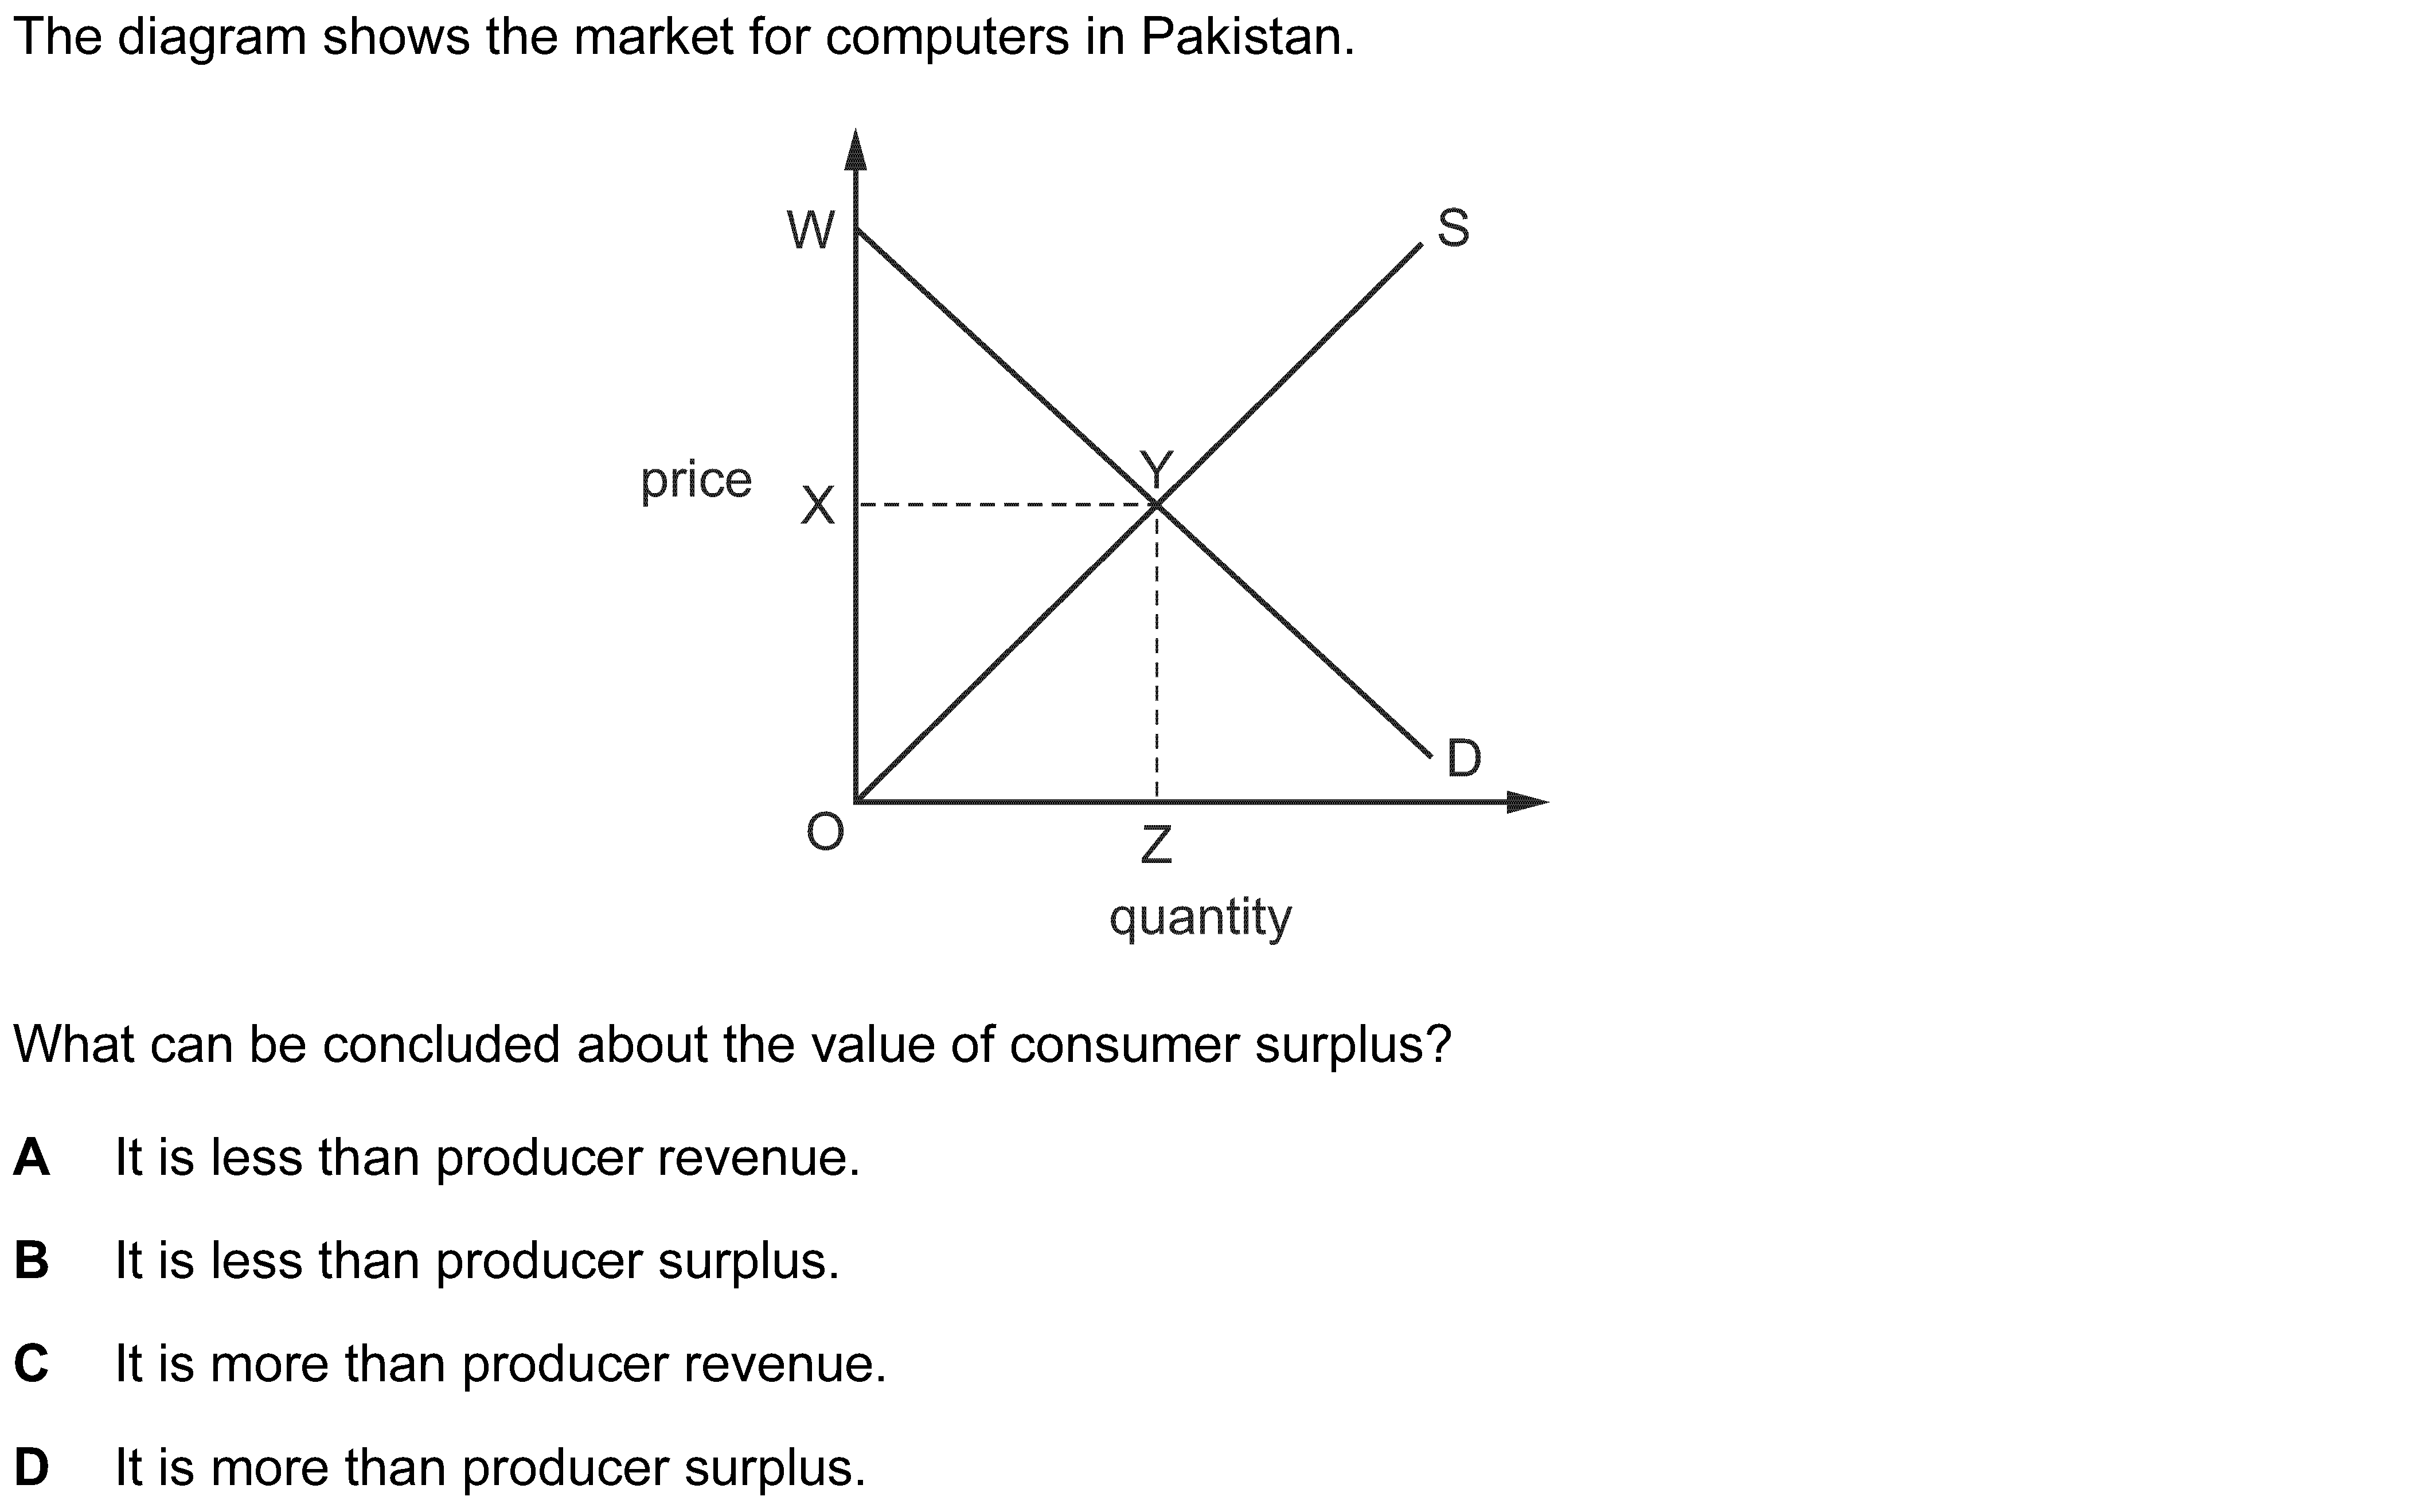 The diagram shows the market for computers in Pakistan.
W
S
Y
price
X
D
O
Z
quantity
What can be concluded about the value of consumer surplus?
A It is less than producer revenue.
B It is less than producer surplus.
C It is more than producer revenue.
D It is more than producer surplus.